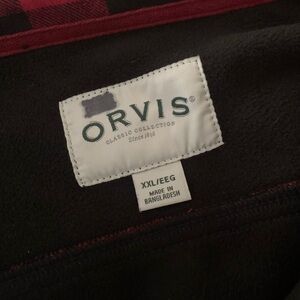 ORVIS®
CLASSIC COLLECTION
Since 1856
XXL/EEG
MADE IN
BANGLADESH